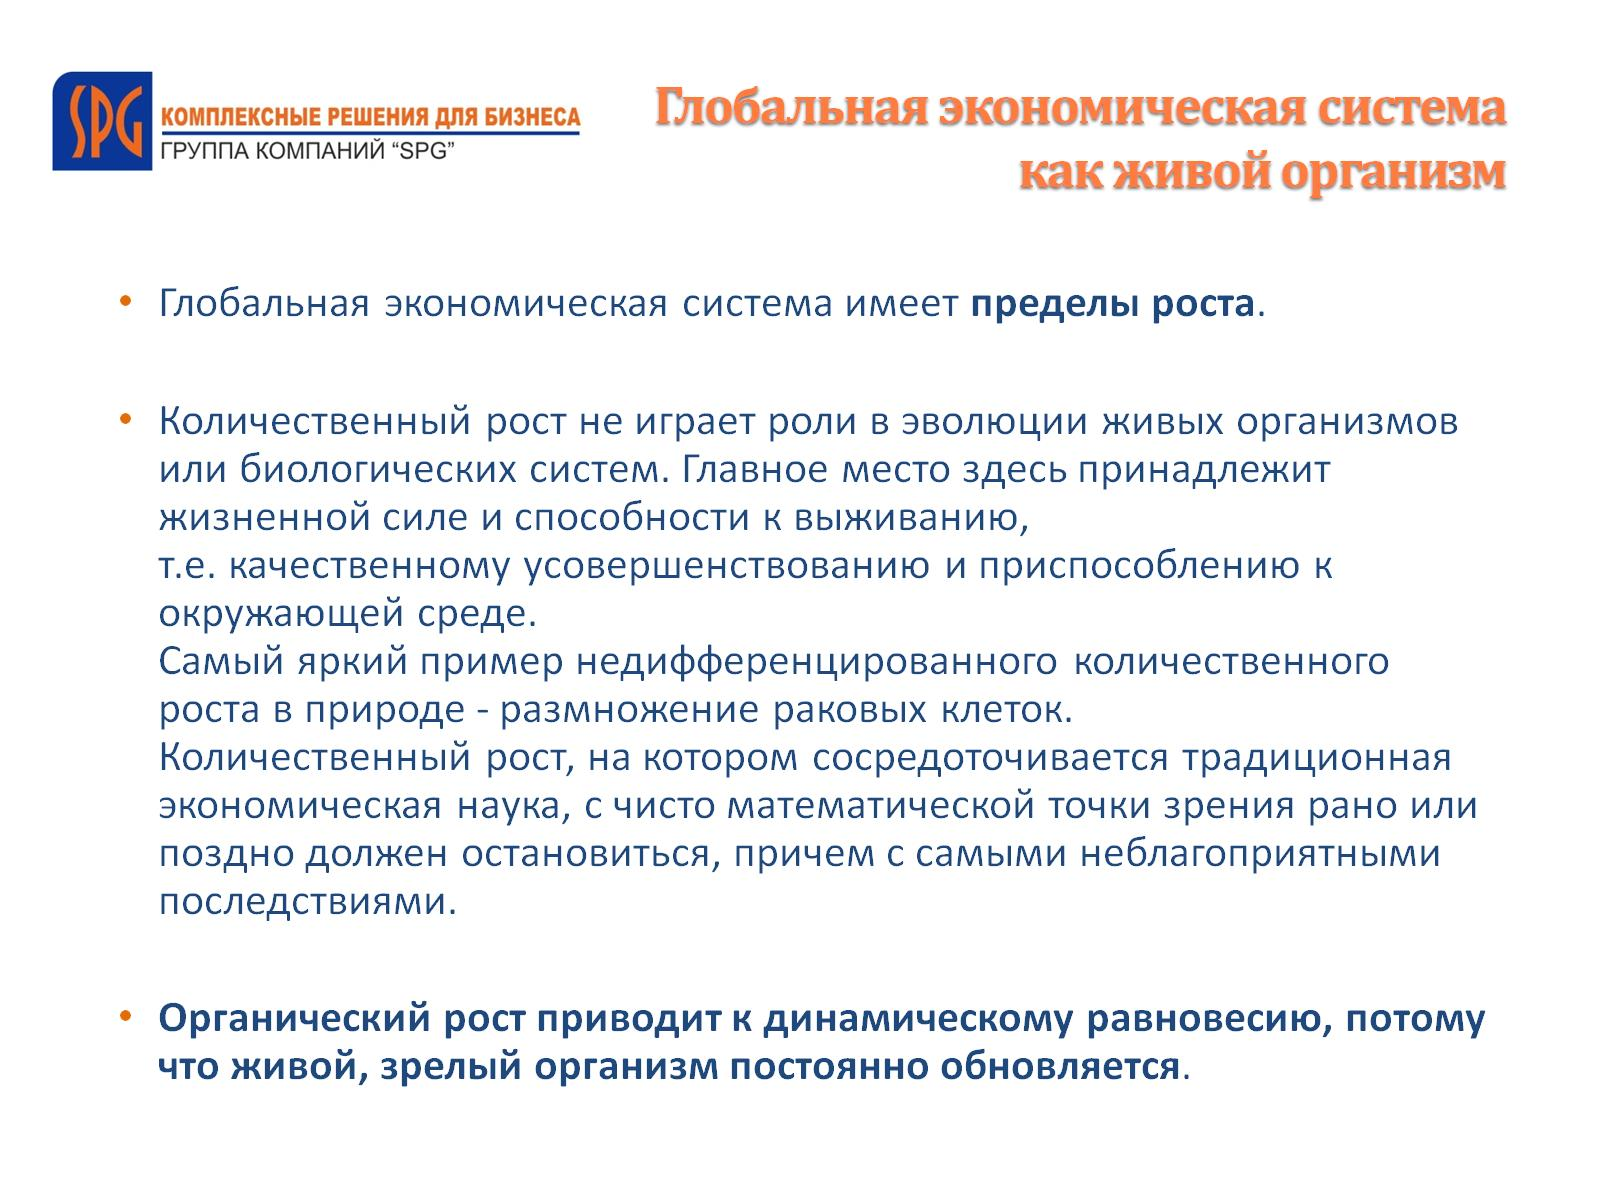 SPG
КОМПЛЕКСНЫЕ РЕШЕНИЯ ДЛЯ БИЗНЕСА
ГРУППА КОМПАНИЙ “SPG”
Глобальная экономическая система
как живой организм
• Глобальная экономическая система имеет пределы роста.
• Количественный рост не играет роли в эволюции живых организмов
или биологических систем. Главное место здесь принадлежит
жизненной силе и способности к выживанию,
т.е. качественному усовершенствованию и приспособлению к
окружающей среде.
Самый яркий пример недифференцированного количественного
роста в природе - размножение раковых клеток.
Количественный рост, на котором сосредоточивается традиционная
экономическая наука, с чисто математической точки зрения рано или
поздно должен остановиться, причем с самыми неблагоприятными
последствиями.
• Органический рост приводит к динамическому равновесию, потому
что живой, зрелый организм постоянно обновляется.